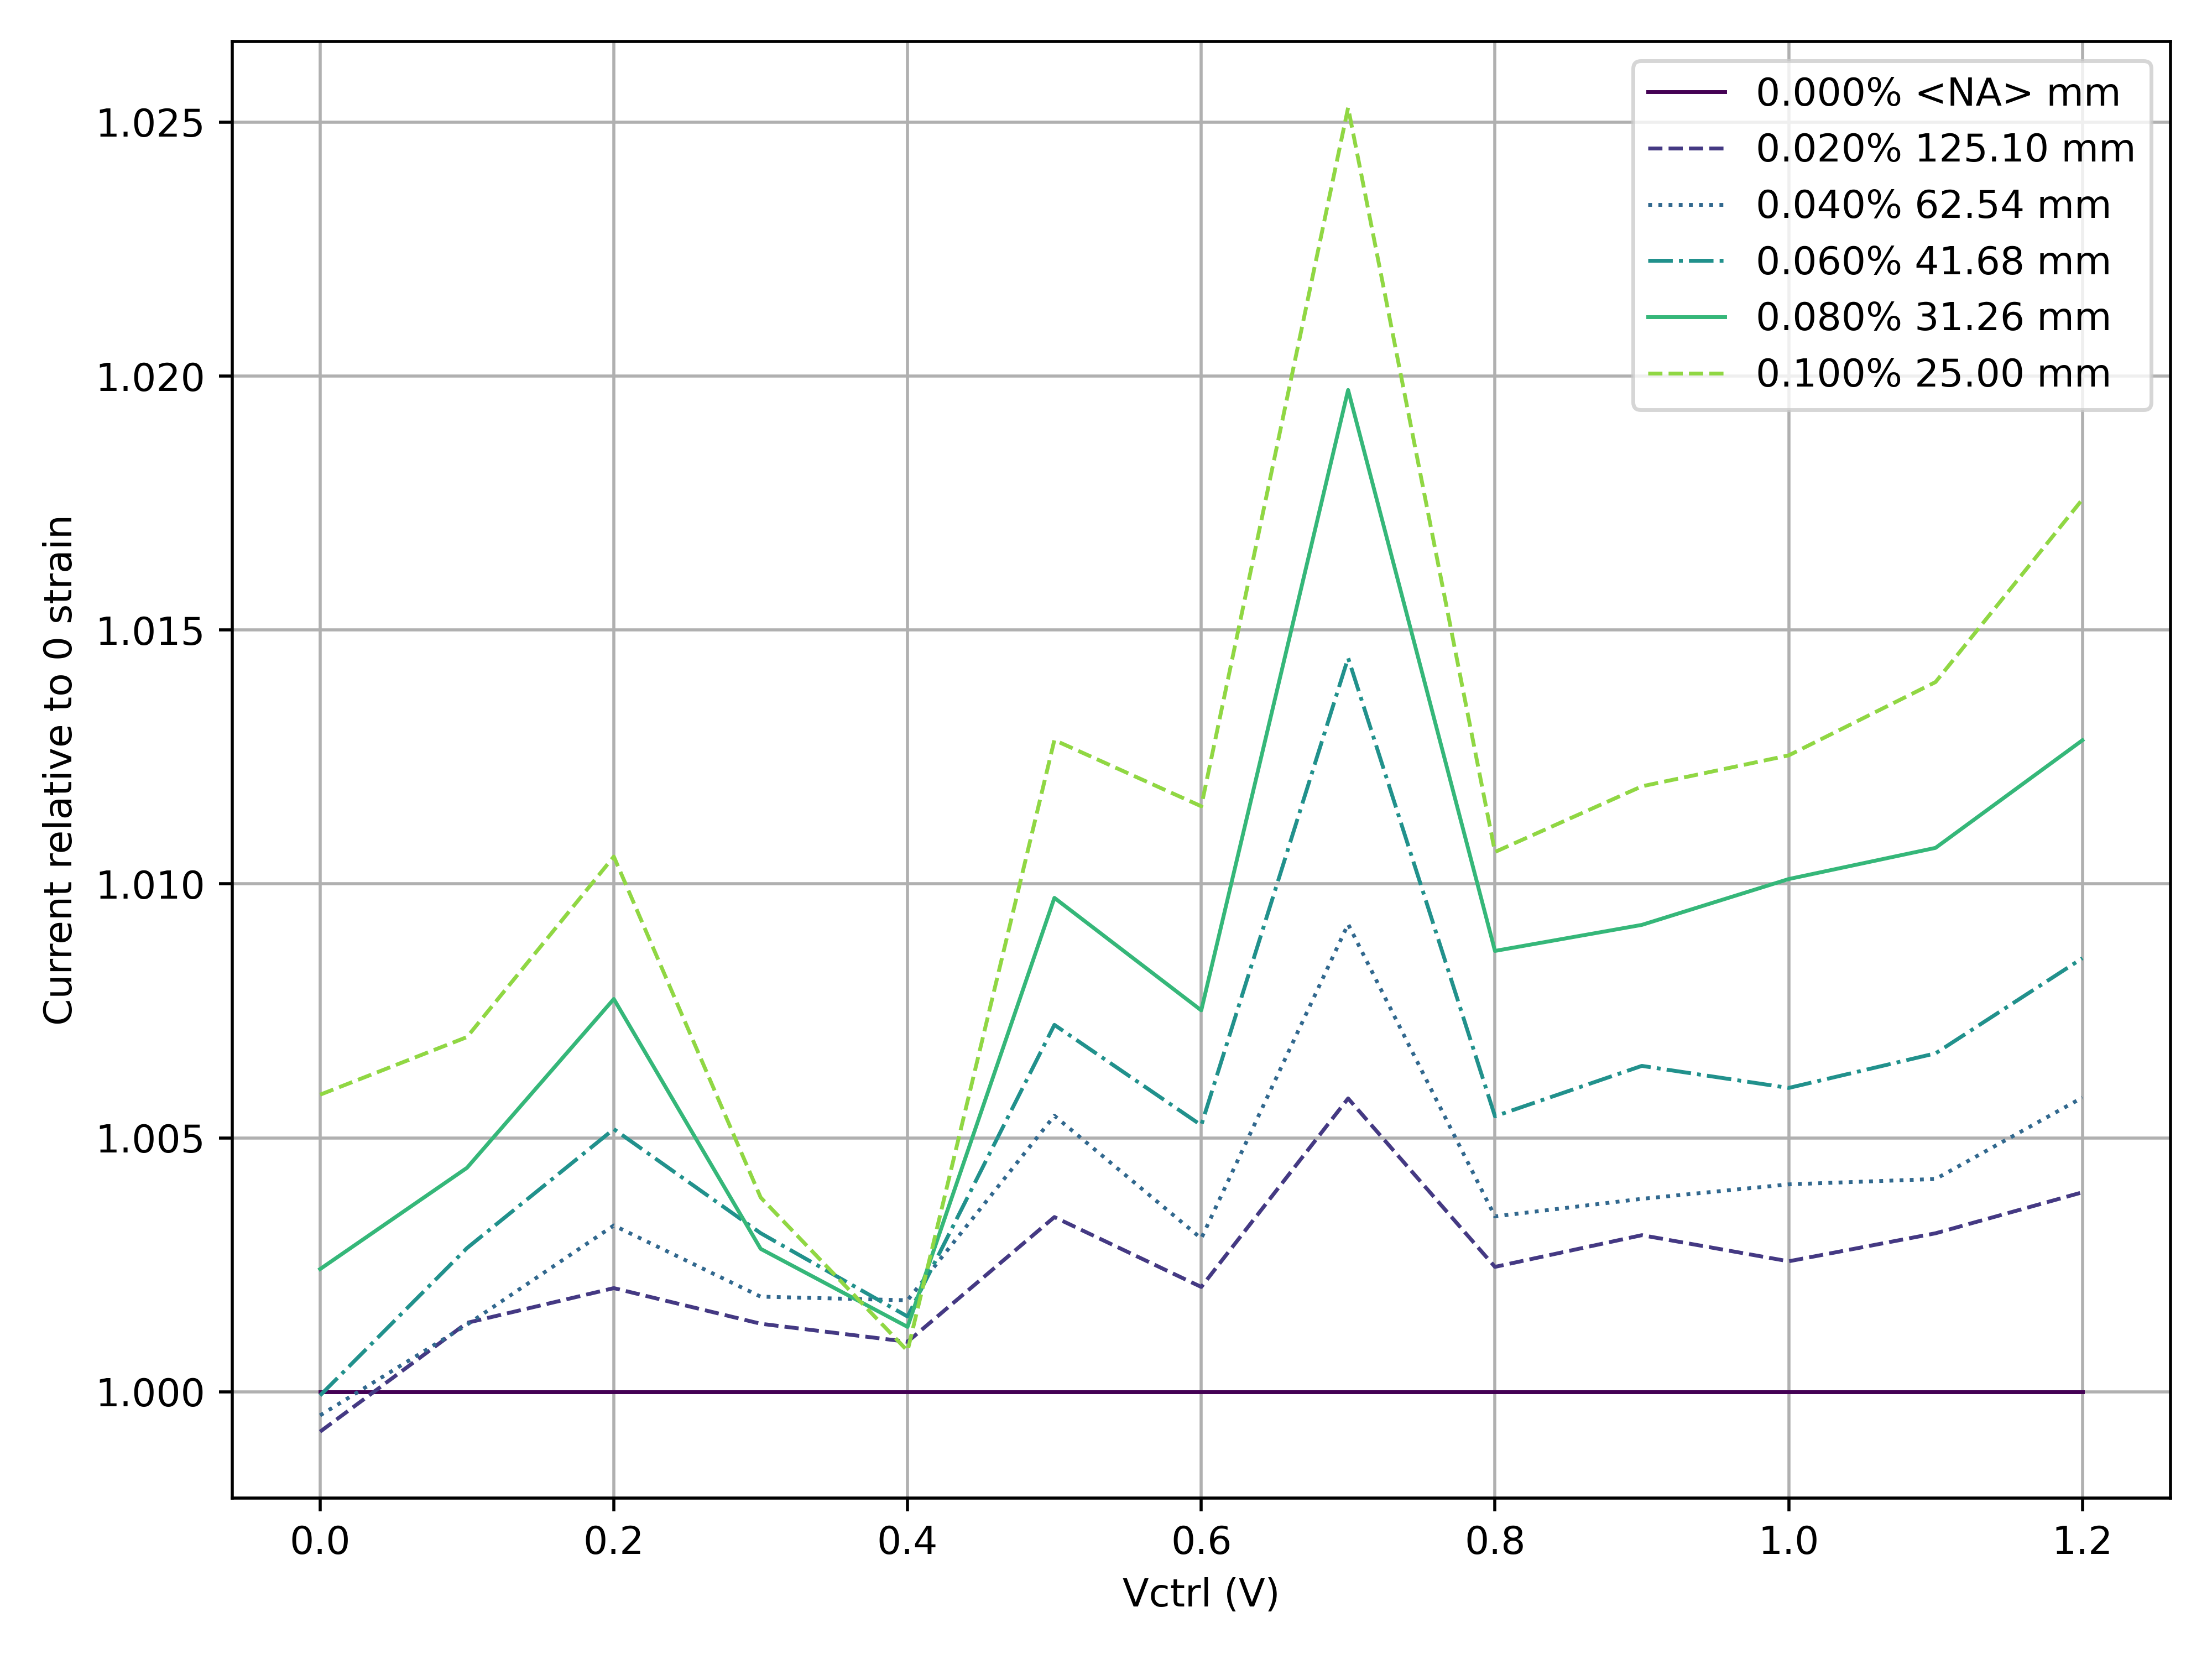 1.025
1.020
1.015
1.010
1.005
1.000
Current relative to 0 strain
0.000% <NA> mm
0.020% 125.10 mm
0.040% 62.54 mm
0.060% 41.68 mm
0.080% 31.26 mm
0.100% 25.00 mm
0.0 0.2 0.4 0.6 0.8 1.0 1.2
Vctrl (V)